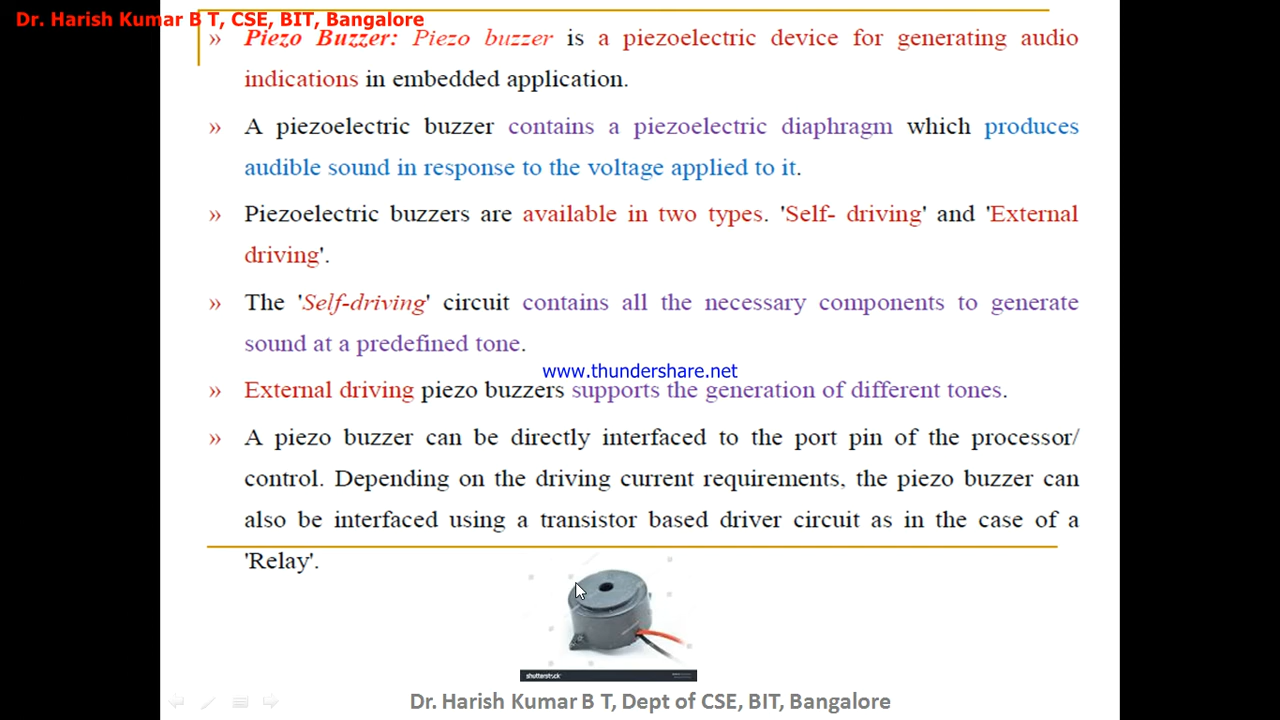 Dr. Harish Kumar B T, CSE, BIT, Bangalore
» Piezo Buzzer: Piezo buzzer is a piezoelectric device for generating audio
indications in embedded application.
» A piezoelectric buzzer contains a piezoelectric diaphragm which produces
audible sound in response to the voltage applied to it.
» Piezoelectric buzzers are available in two types. 'Self- driving' and 'External
driving'.
» The 'Self-driving' circuit contains all the necessary components to generate
sound at a predefined tone.
www.thundershare.net
» External driving piezo buzzers supports the generation of different tones.
» A piezo buzzer can be directly interfaced to the port pin of the processor/
control. Depending on the driving current requirements, the piezo buzzer can
also be interfaced using a transistor based driver circuit as in the case of a
'Relay'.
shutterstock
Dr. Harish Kumar B T, Dept of CSE, BIT, Bangalore